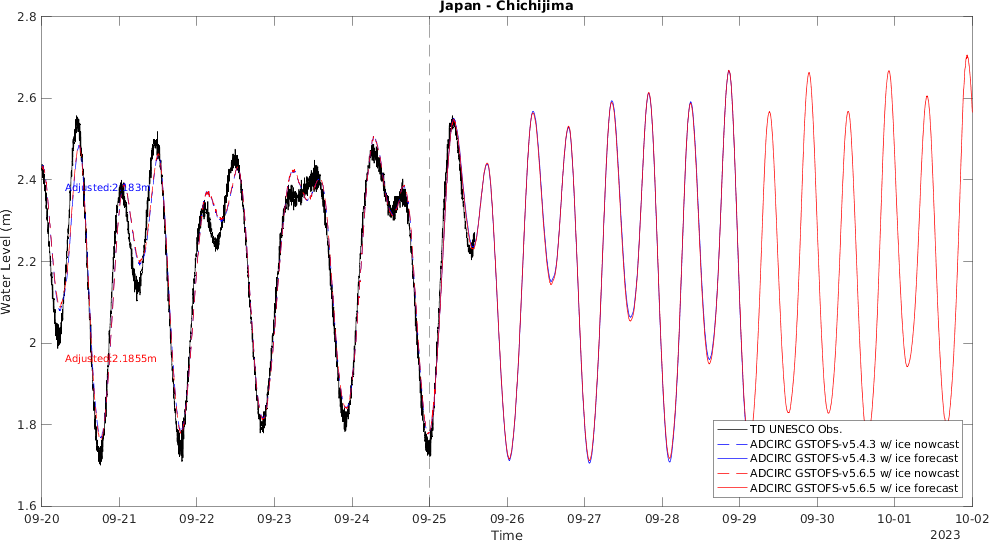 Japan - Chichijima
2.8
2.6
2.4
2.2
2
1.8
1.6
Water Level (m)
Adjusted:2.183m
Adjusted:2.1855m
TD UNESCO Obs.
ADCIRC GSTOFS-v5.4.3 w/ ice nowcast
ADCIRC GSTOFS-v5.4.3 w/ ice forecast
ADCIRC GSTOFS-v5.6.5 w/ ice nowcast
ADCIRC GSTOFS-v5.6.5 w/ ice forecast
09-20 09-21 09-22 09-23 09-24 09-25 09-26 09-27 09-28 09-29 09-30 10-01 10-02
Time
2023